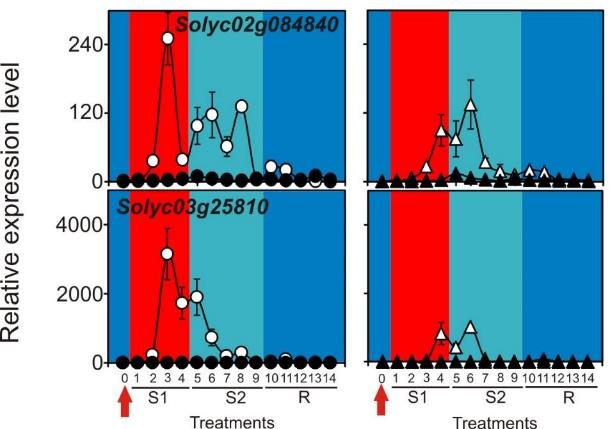 Relative expression level
Solyc02g084840
240
120
0
Solyc03g25810
4000
2000
0
0 1 2 3 4 5 6 7 8 9 10 11 12 13 14
S1 S2 R
Treatments
0 1 2 3 4 5 6 7 8 9 10 11 12 13 14
S1 S2 R
Treatments